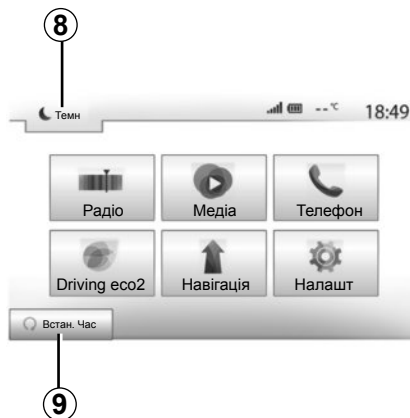 8
Темн
--°C
18:49
Радіо
Медіа
Телефон
Driving eco2
Навігація
Налашт
Встан. Час
9